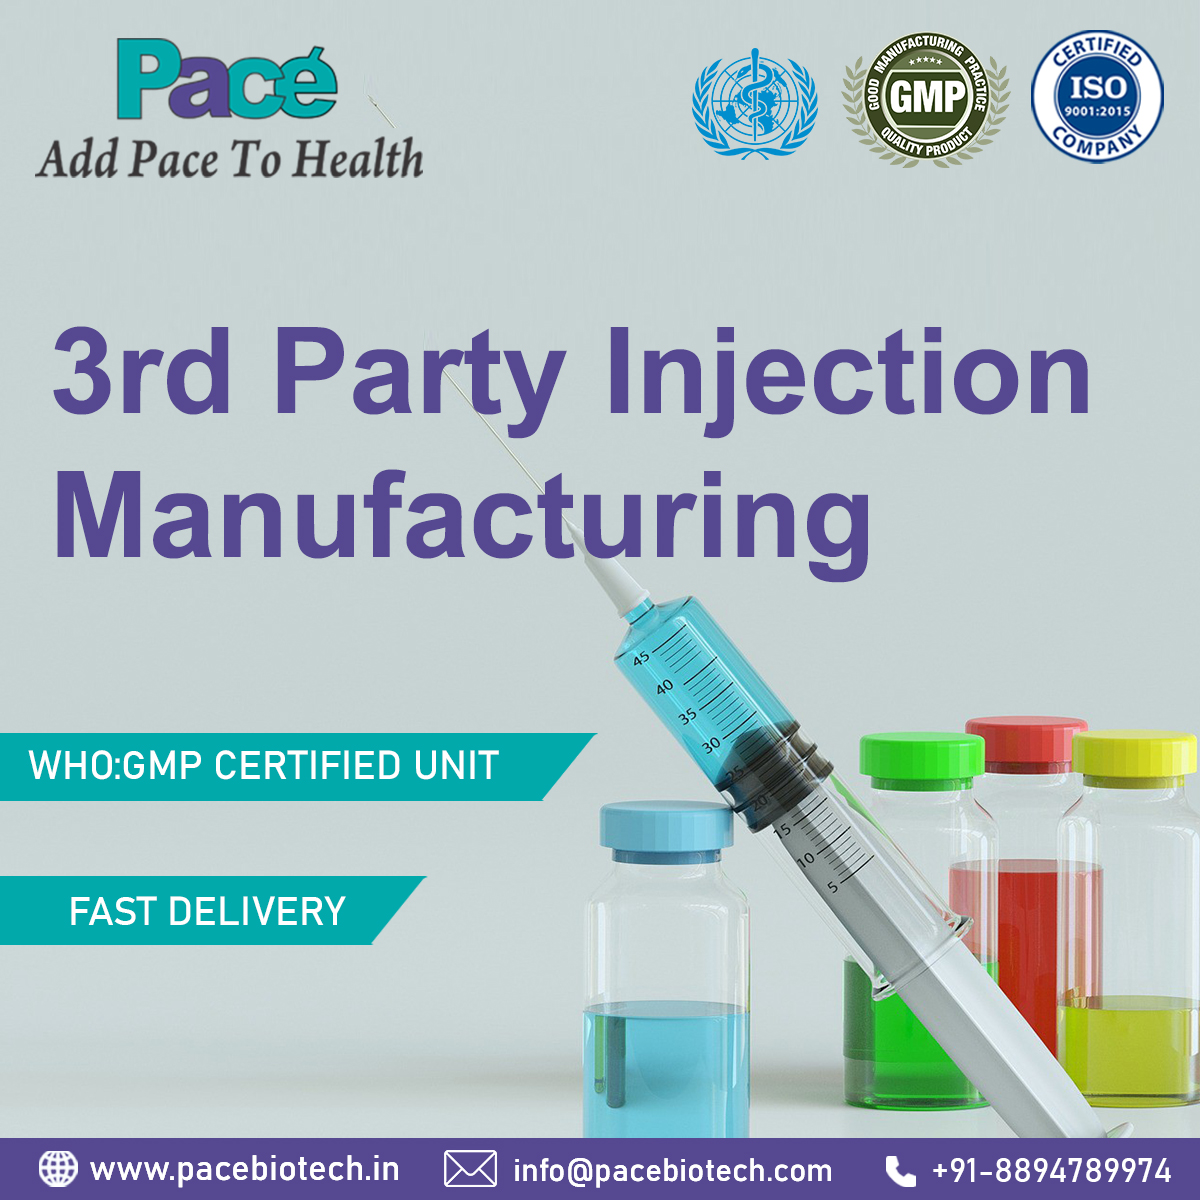 Pacé
Add Pace To Health
GOOD MANUFACTURING PRACTICE
GMP
QUALITY PRODUCT
CERTIFIED
ISO
9001:2015
COMPANY
3rd Party Injection
Manufacturing
45
40
35
30
25
20
15
10
5
WHO:GMP CERTIFIED UNIT
FAST DELIVERY
www.pacebiotech.in
info@pacebiotech.com
+91-8894789974